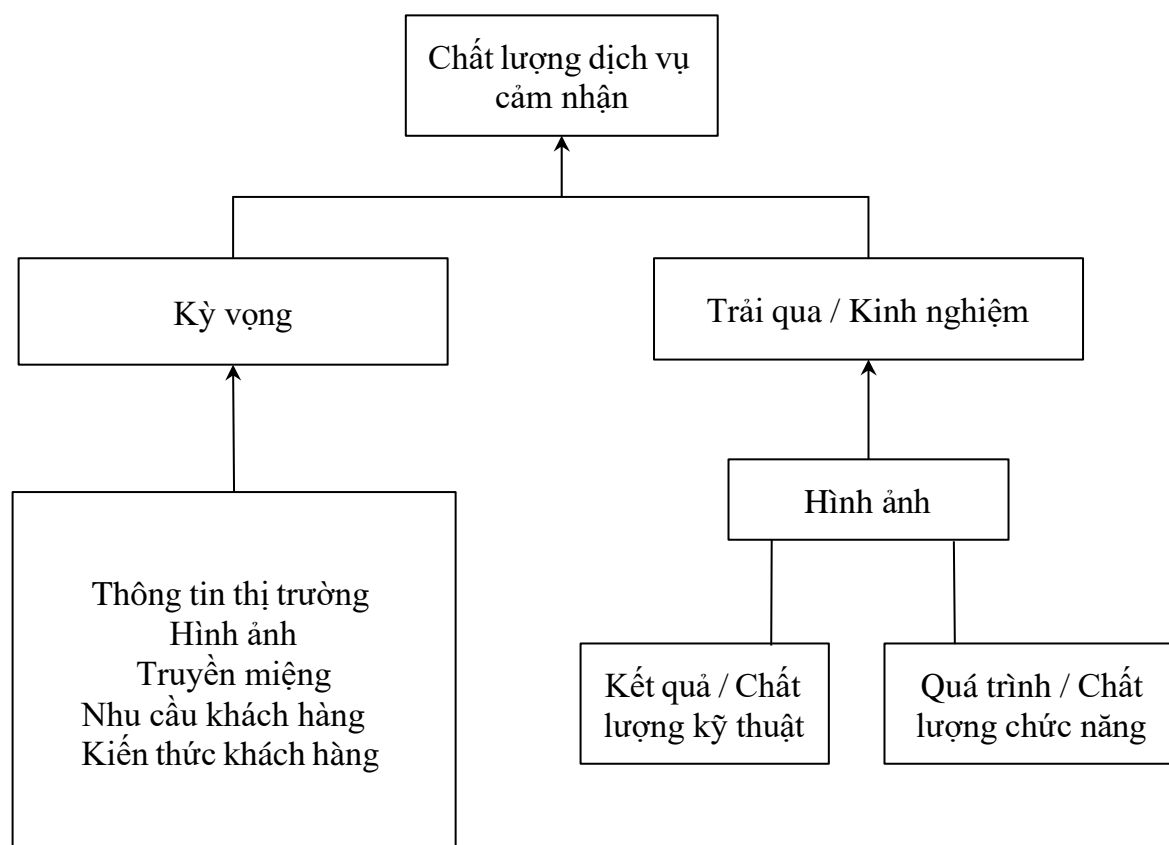 Chất lượng dịch vụ
cảm nhận
Kỳ vọng
Trải qua / Kinh nghiệm
Hình ảnh
Thông tin thị trường
Hình ảnh
Truyền miệng
Nhu cầu khách hàng
Kiến thức khách hàng
Kết quả / Chất
lượng kỹ thuật
Quá trình / Chất
lượng chức năng